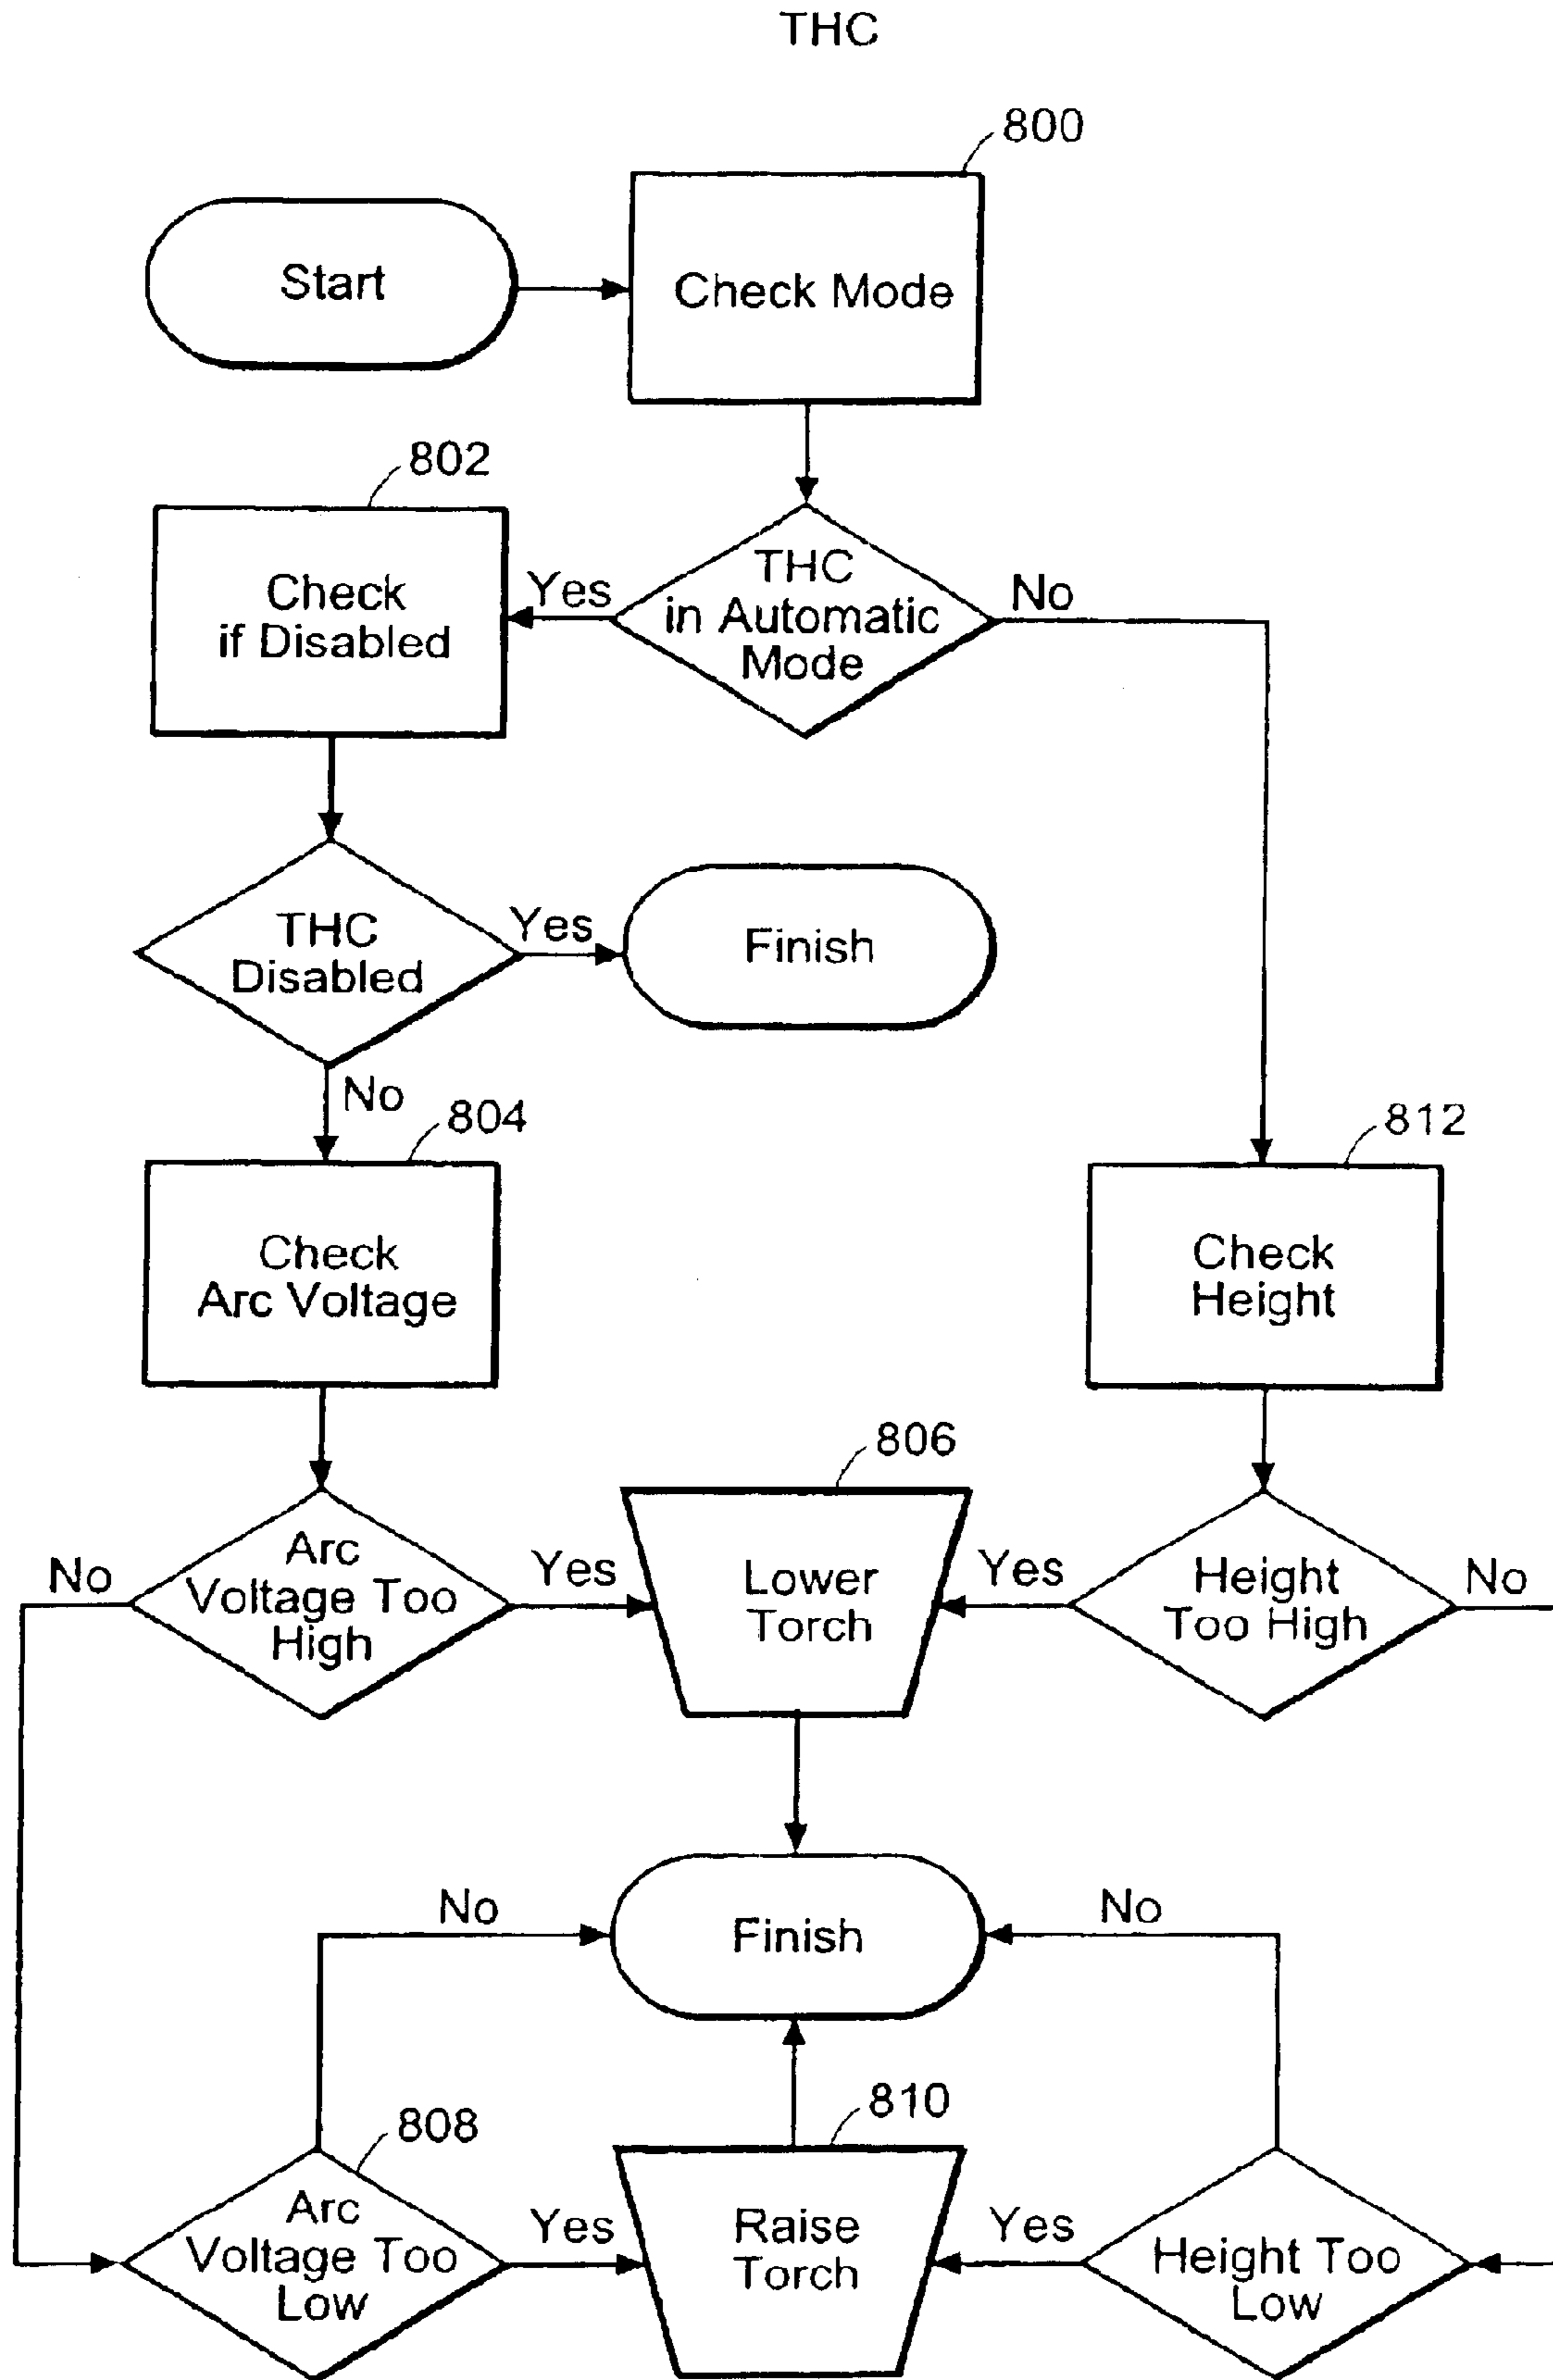 THC
800
Start
Check Mode
802
Check
if Disabled
Yes
THC
in Automatic
Mode
No
THC
Disabled
Yes
Finish
No
804
812
Check
Arc Voltage
Check
Height
806
No
Arc
Voltage Too
High
Yes
Lower
Torch
Yes
Height
Too High
No
No
Finish
No
808
810
Arc
Voltage Too
Low
Yes
Raise
Torch
Yes
Height Too
Low